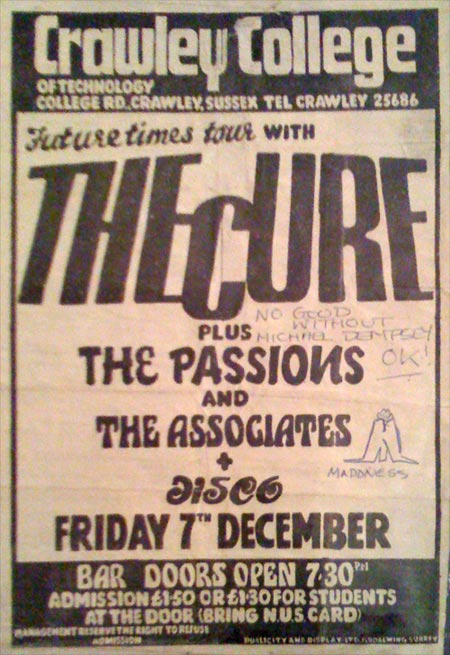 Crawley College
OF TECHNOLOGY
COLLEGE RD. CRAWLEY, SUSSEX TEL CRAWLEY 25686
Future times tour WITH
THE CURE
NO GOOD
WITHOUT
PLUS
MICHAEL DEMPSEY
OK!
THE PASSIONS
AND
THE ASSOCIATES
+
MADDNESS
DISCO
FRIDAY 7TH DECEMBER
BAR DOORS OPEN 7·30 PM
ADMISSION £1·50 OR £1·30 FOR STUDENTS
AT THE DOOR (BRING N.U.S. CARD)
MANAGEMENT RESERVE THE RIGHT TO REFUSE
ADMISSION
PUBLICITY AND DISPLAY LTD. GODALMING SURREY